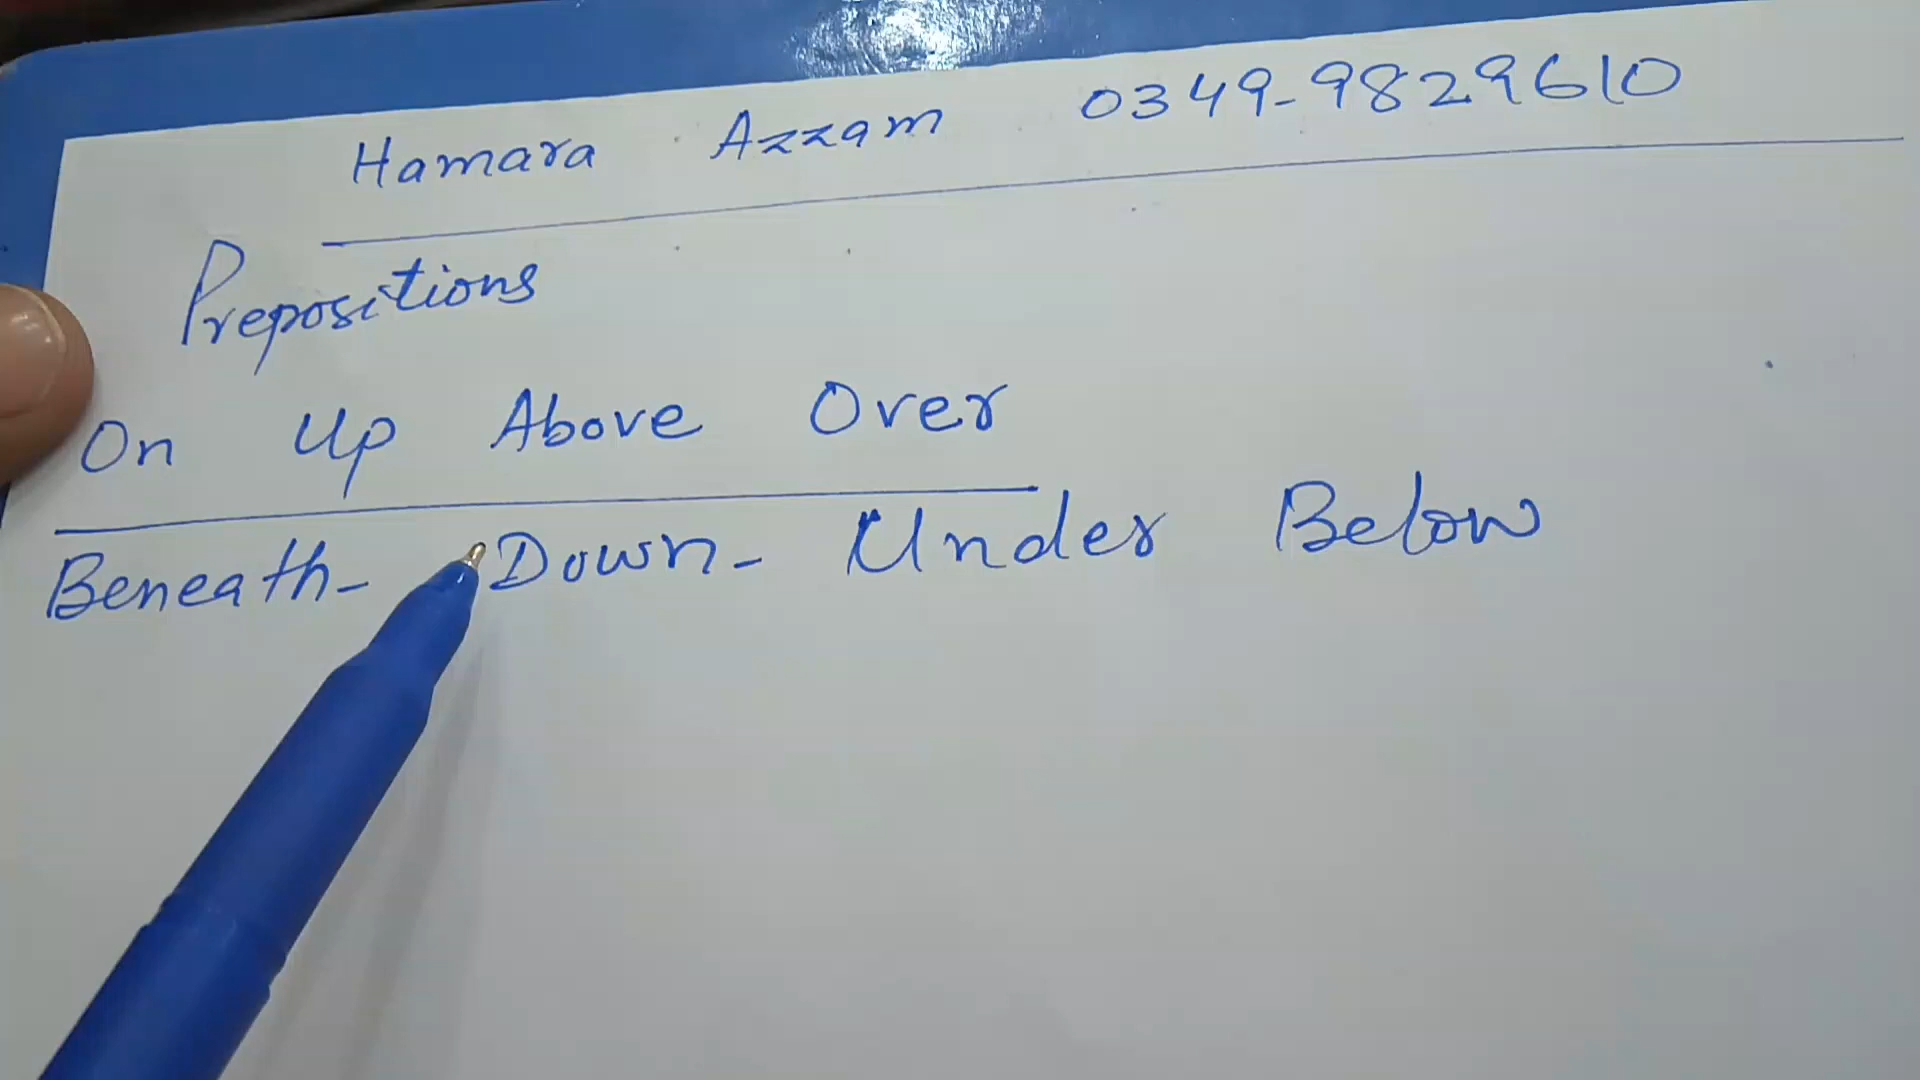 Hamara Azzam 0349-9829610
Prepositions
On Up Above Over
Beneath- Down- Under Below